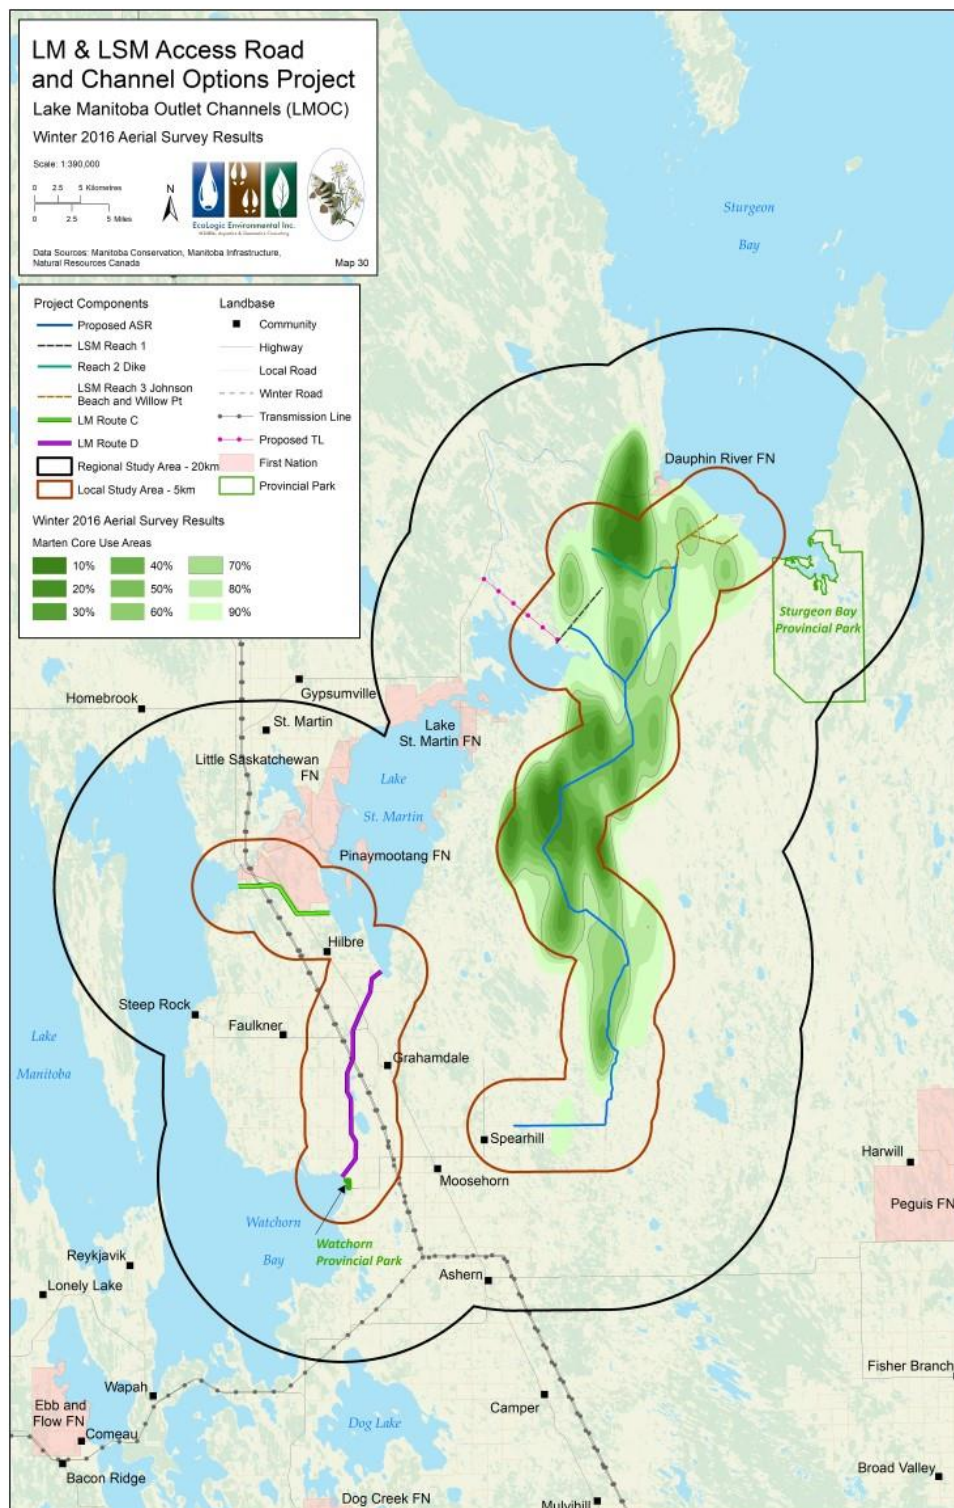 LM & LSM Access Road
and Channel Options Project
Lake Manitoba Outlet Channels (LMOC)
Winter 2016 Aerial Survey Results
Scale: 1:390,000
0 2.5 5 Kilometres
0 2.5 5 Miles
N
EcoLogic Environmental Inc.
Data Sources: Manitoba Conservation, Manitoba Infrastructure,
Natural Resources Canada
Map 30
Project Components
Proposed ASR
LSM Reach 1
Reach 2 Dike
LSM Reach 3 Johnson
Beach and Willow Pt
LM Route C
LM Route D
Regional Study Area - 20km
Local Study Area - 5km
Landbase
Community
Highway
Local Road
Winter Road
Transmission Line
Proposed TL
First Nation
Provincial Park
Winter 2016 Aerial Survey Results
Marten Core Use Areas
10% 40% 70%
20% 50% 80%
30% 60% 90%
Sturgeon
Bay
Dauphin River FN
Sturgeon Bay
Provincial Park
Gypsumville
Homebrook
St. Martin
Lake
St. Martin FN
Little Saskatchewan
FN
Lake
St. Martin
Pinaymootang FN
Hilbre
Steep Rock
Faulkner
Lake
Manitoba
Grahamdale
Spearhill
Harwill
Moosehorn
Peguis FN
Watchorn
Bay
Watchorn
Provincial Park
Reykjavik
Lonely Lake
Ashern
Fisher Branch
Wapah
Ebb and
Flow FN
Camper
Comeau
Dog Lake
Bacon Ridge
Broad Valley
Dog Creek FN
Mulvihill